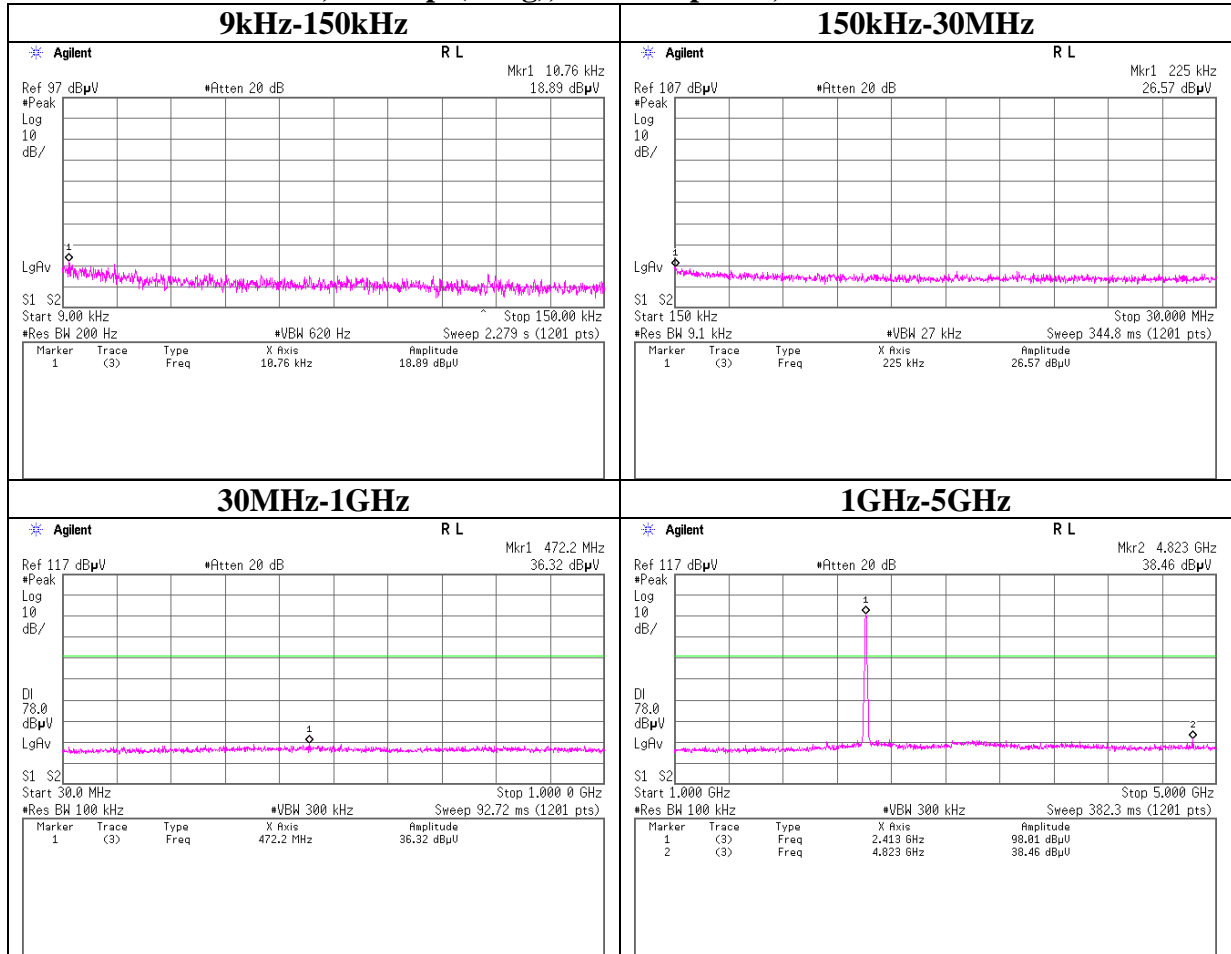 9kHz-150kHz
Agilent R L
Mkr1 10.76 kHz
Ref 97 dBµV #Atten 20 dB 18.89 dBµV
#Peak
Log
10
dB/
1
LgAv
S1 S2
Start 9.00 kHz ^ Stop 150.00 kHz
#Res BW 200 Hz #VBW 620 Hz Sweep 2.279 s (1201 pts)
Marker Trace Type X Axis Amplitude
1 (3) Freq 10.76 kHz 18.89 dBµV
150kHz-30MHz
Agilent R L
Mkr1 225 kHz
Ref 107 dBµV #Atten 20 dB 26.57 dBµV
#Peak
Log
10
dB/
1
LgAv
S1 S2
Start 150 kHz Stop 30.000 MHz
#Res BW 9.1 kHz #VBW 27 kHz Sweep 344.8 ms (1201 pts)
Marker Trace Type X Axis Amplitude
1 (3) Freq 225 kHz 26.57 dBµV
30MHz-1GHz
Agilent R L
Mkr1 472.2 MHz
Ref 117 dBµV #Atten 20 dB 36.32 dBµV
#Peak
Log
10
dB/
DI
78.0
dBµV
1
LgAv
S1 S2
Start 30.0 MHz Stop 1.000 0 GHz
#Res BW 100 kHz #VBW 300 kHz Sweep 92.72 ms (1201 pts)
Marker Trace Type X Axis Amplitude
1 (3) Freq 472.2 MHz 36.32 dBµV
1GHz-5GHz
Agilent R L
Mkr2 4.823 GHz
Ref 117 dBµV #Atten 20 dB 38.46 dBµV
#Peak
Log
10
dB/
1
DI
78.0
dBµV
2
LgAv
S1 S2
Start 1.000 GHz Stop 5.000 GHz
#Res BW 100 kHz #VBW 300 kHz Sweep 382.3 ms (1201 pts)
Marker Trace Type X Axis Amplitude
1 (3) Freq 2.413 GHz 98.01 dBµV
2 (3) Freq 4.823 GHz 38.46 dBµV